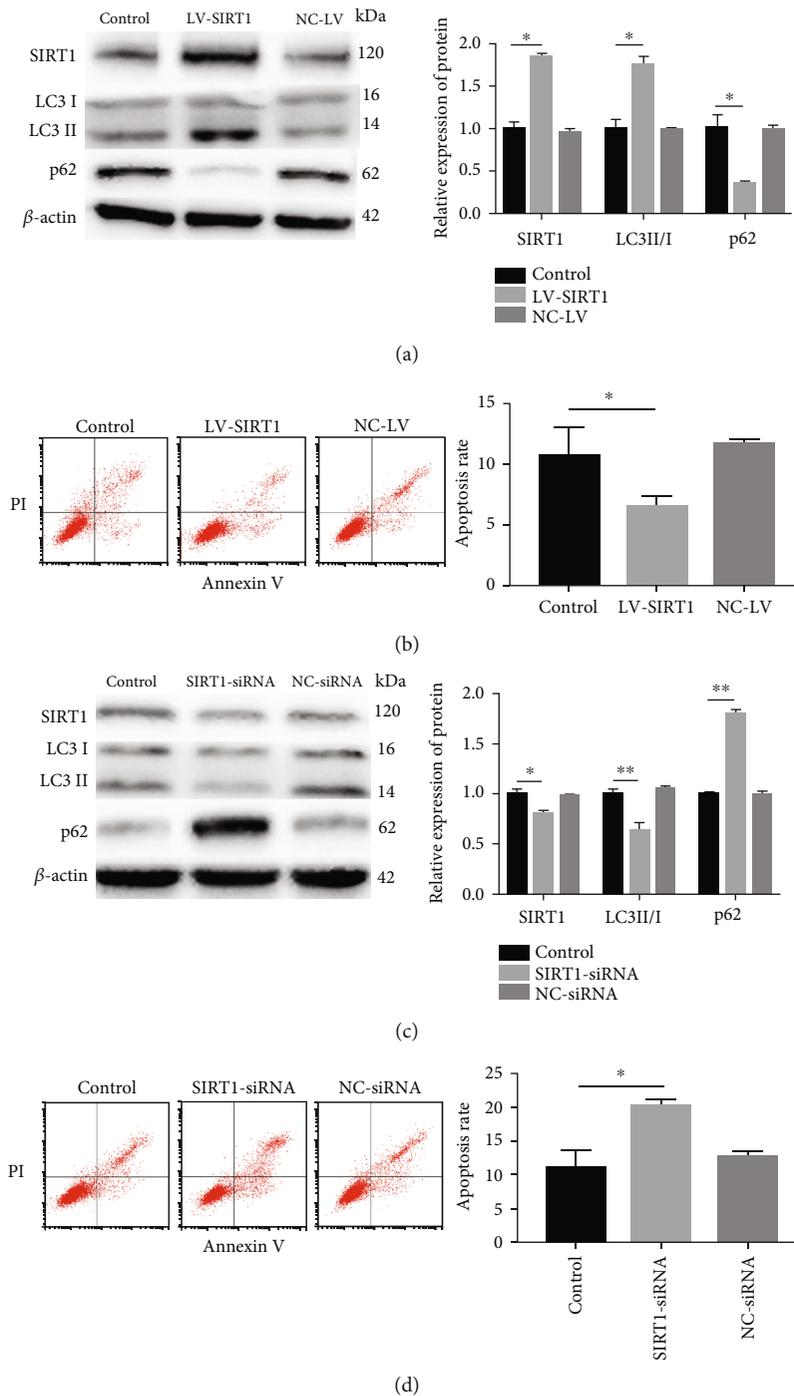 Control LV-SIRT1 NC-LV kDa
SIRT1 120
LC3 I 16
LC3 II 14
p62 62
β-actin 42
Relative expression of protein
2.0
1.5
1.0
0.5
0.0
* * *
SIRT1 LC3II/I p62
Control
LV-SIRT1
NC-LV
(a)
Control LV-SIRT1 NC-LV
PI
Annexin V
Apoptosis rate
15
10
5
0
*
Control LV-SIRT1 NC-LV
(b)
Control SIRT1-siRNA NC-siRNA kDa
SIRT1 120
LC3 I 16
LC3 II 14
p62 62
β-actin 42
Relative expression of protein
2.0
1.5
1.0
0.5
0.0
* ** **
SIRT1 LC3II/I p62
Control
SIRT1-siRNA
NC-siRNA
(c)
Control SIRT1-siRNA NC-siRNA
PI
Annexin V
Apoptosis rate
25
20
15
10
5
0
*
Control
SIRT1-siRNA
NC-siRNA
(d)